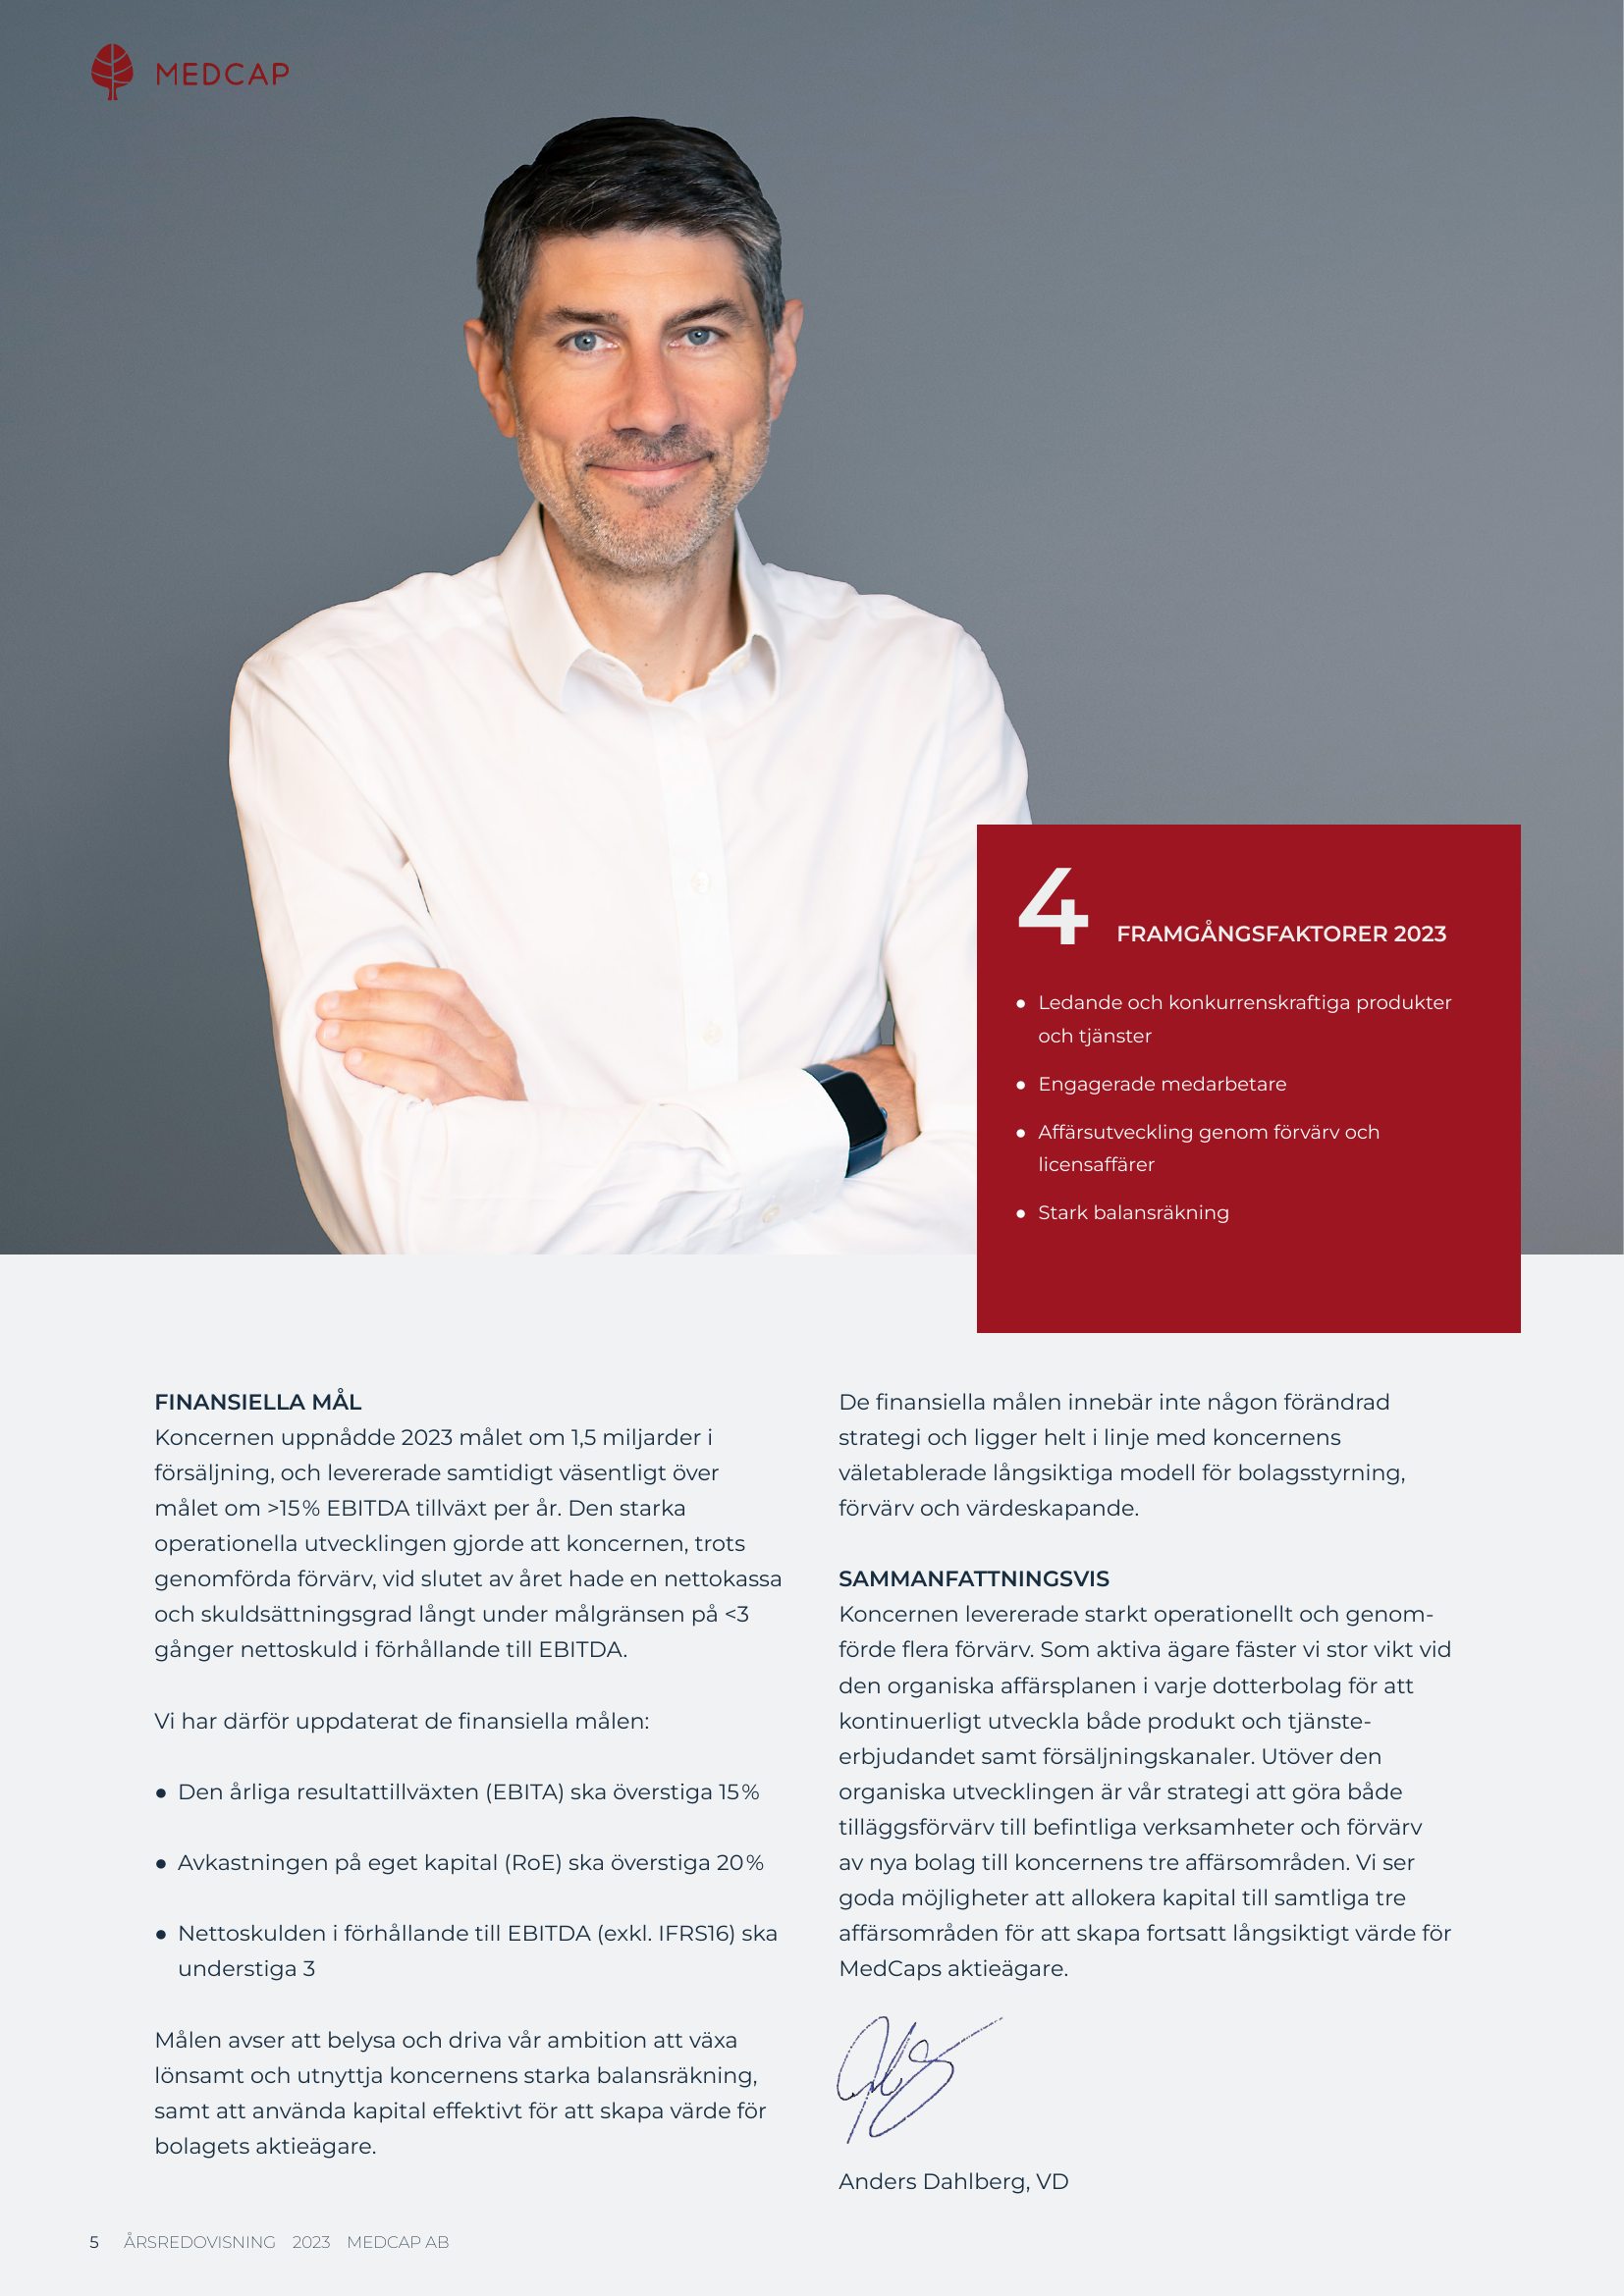 MEDCAP
4 FRAMGÅNGSFAKTORER 2023
● Ledande och konkurrenskraftiga produkter
och tjänster
● Engagerade medarbetare
● Affärsutveckling genom förvärv och
licensaffärer
● Stark balansräkning
FINANSIELLA MÅL
Koncernen uppnådde 2023 målet om 1,5 miljarder i
försäljning, och levererade samtidigt väsentligt över
målet om >15% EBITDA tillväxt per år. Den starka
operationella utvecklingen gjorde att koncernen, trots
genomförda förvärv, vid slutet av året hade en nettokassa
och skuldsättningsgrad långt under målgränsen på <3
gånger nettoskuld i förhållande till EBITDA.
Vi har därför uppdaterat de finansiella målen:
● Den årliga resultattillväxten (EBITA) ska överstiga 15%
● Avkastningen på eget kapital (RoE) ska överstiga 20%
● Nettoskulden i förhållande till EBITDA (exkl. IFRS16) ska
understiga 3
Målen avser att belysa och driva vår ambition att växa
lönsamt och utnyttja koncernens starka balansräkning,
samt att använda kapital effektivt för att skapa värde för
bolagets aktieägare.
De finansiella målen innebär inte någon förändrad
strategi och ligger helt i linje med koncernens
väletablerade långsiktiga modell för bolagsstyrning,
förvärv och värdeskapande.
SAMMANFATTNINGSVIS
Koncernen levererade starkt operationellt och genom-
förde flera förvärv. Som aktiva ägare fäster vi stor vikt vid
den organiska affärsplanen i varje dotterbolag för att
kontinuerligt utveckla både produkt och tjänste-
erbjudandet samt försäljningskanaler. Utöver den
organiska utvecklingen är vår strategi att göra både
tilläggsförvärv till befintliga verksamheter och förvärv
av nya bolag till koncernens tre affärsområden. Vi ser
goda möjligheter att allokera kapital till samtliga tre
affärsområden för att skapa fortsatt långsiktigt värde för
MedCaps aktieägare.
Anders Dahlberg, VD
5 ÅRSREDOVISNING 2023 MEDCAP AB